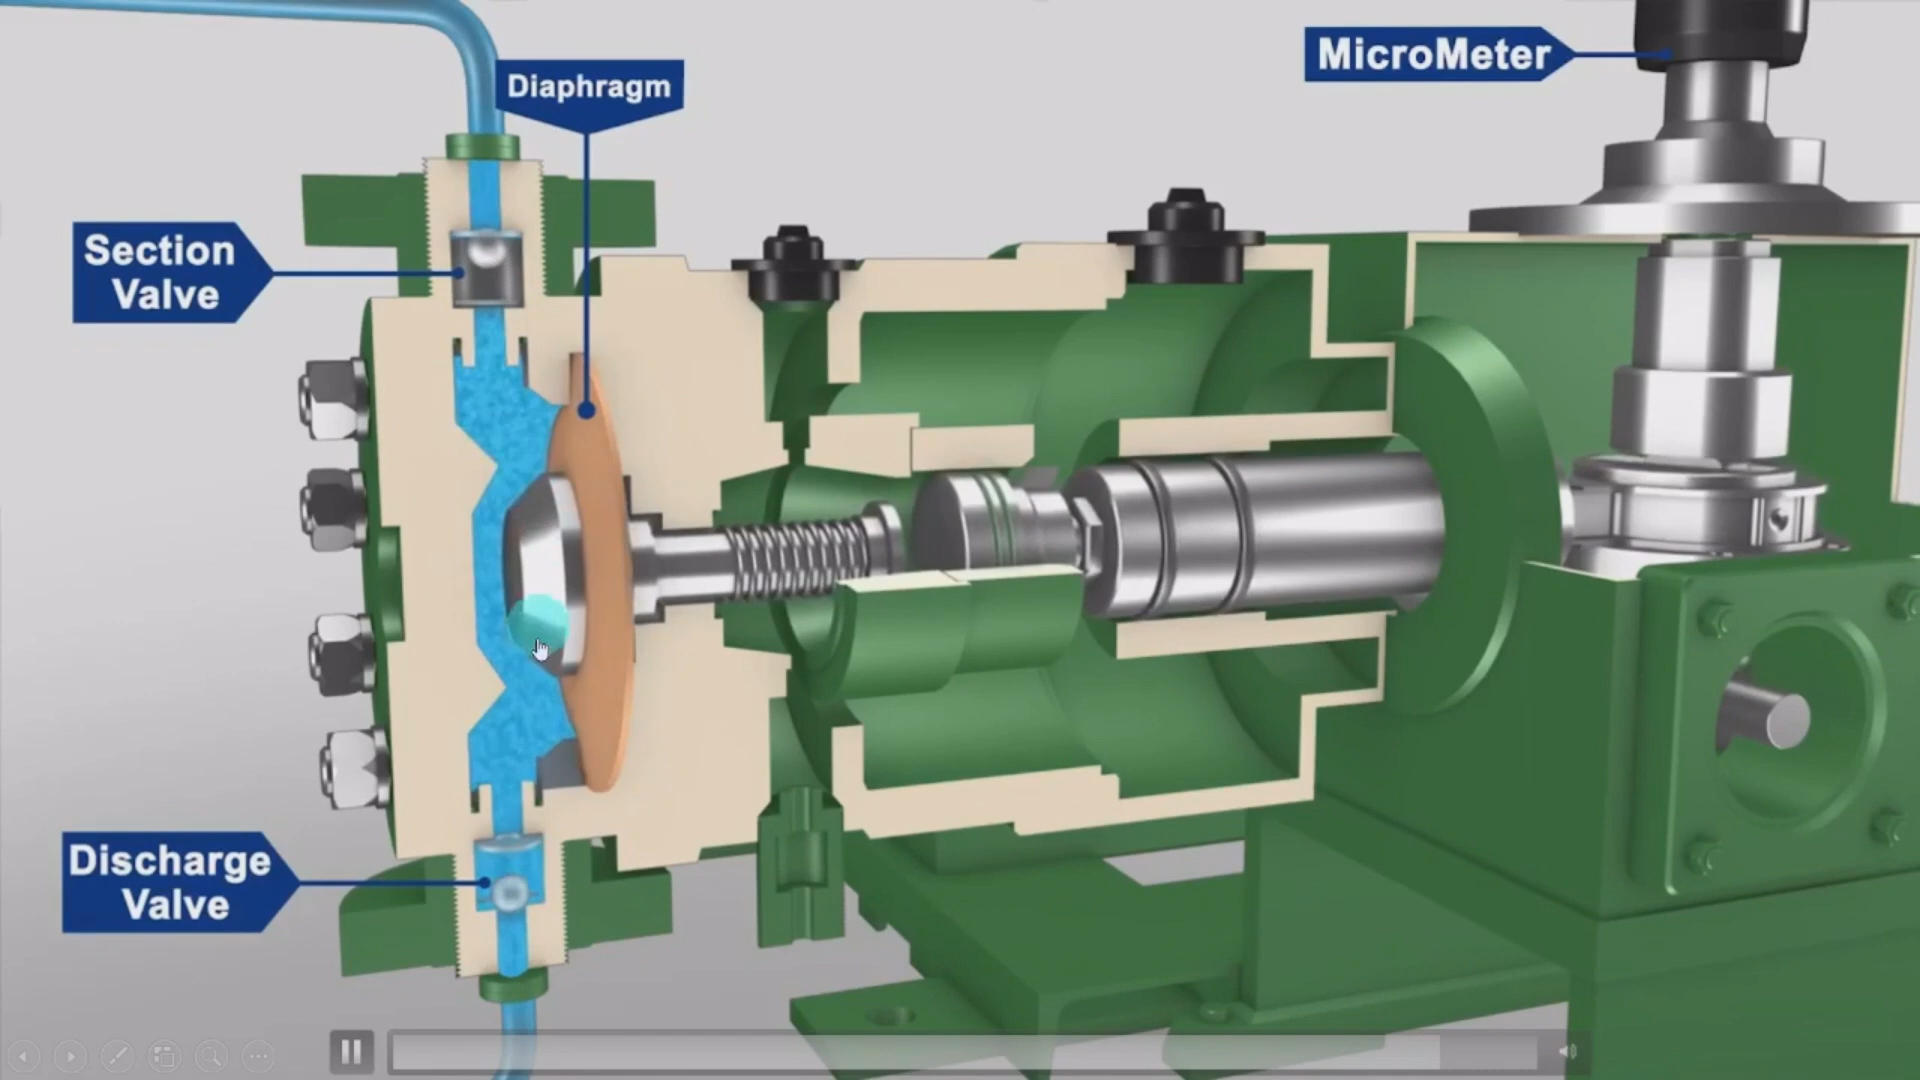 MicroMeter
Diaphragm
Section
Valve
Discharge
Valve